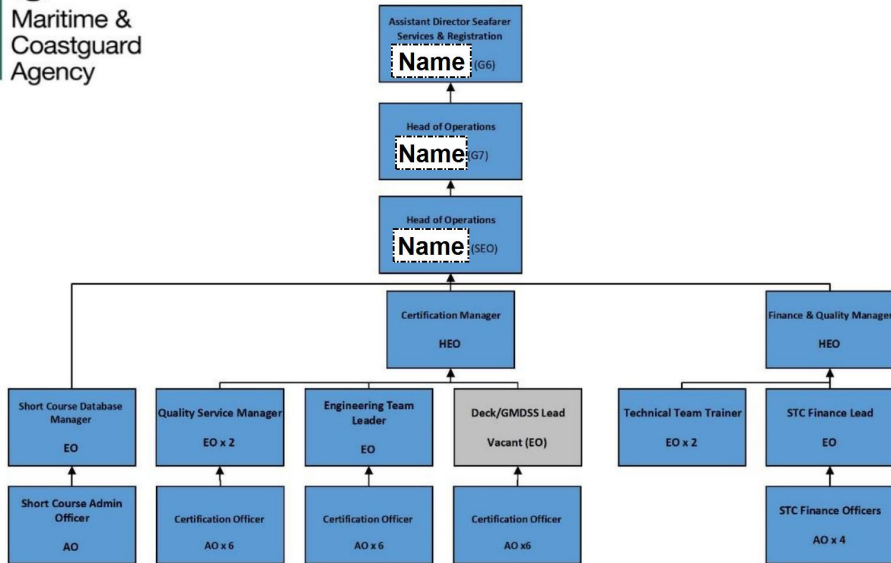 Maritime &
Coastguard
Agency
Assistant Director Seafarer
Services & Registration
Name (G6)
Head of Operations
Name (G7)
Head of Operations
Name (SEO)
Certification Manager
HEO
Finance & Quality Manager
HEO
Short Course Database
Manager
EO
Quality Service Manager
EO x 2
Engineering Team
Leader
EO
Deck/GMDSS Lead
Vacant (EO)
Technical Team Trainer
EO x 2
STC Finance Lead
EO
Short Course Admin
Officer
AO
Certification Officer
AO x 6
Certification Officer
AO x 6
Certification Officer
AO x6
STC Finance Officers
AO x 4